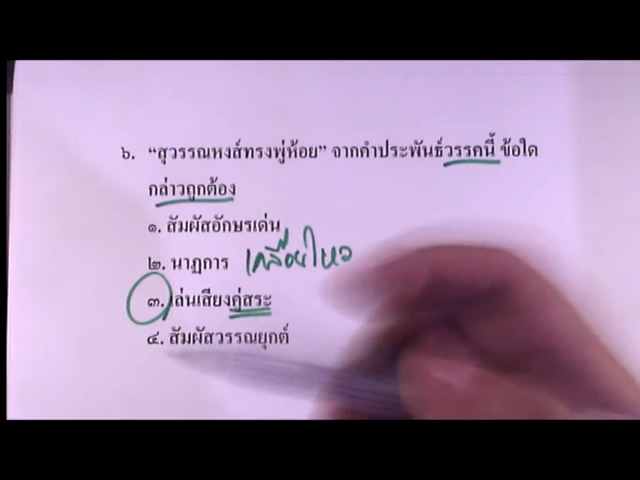 ๖. “สุวรรณหงส์ทรงพู่ห้อย” จากคำประพันธ์วรรคนี้ ข้อใด
กล่าวถูกต้อง
๑. สัมผัสอักษรเด่น
๒. นาฏการ เคลื่อนไหว
๓. เล่นเสียงคู่สระ
๔. สัมผัสวรรณยุกต์